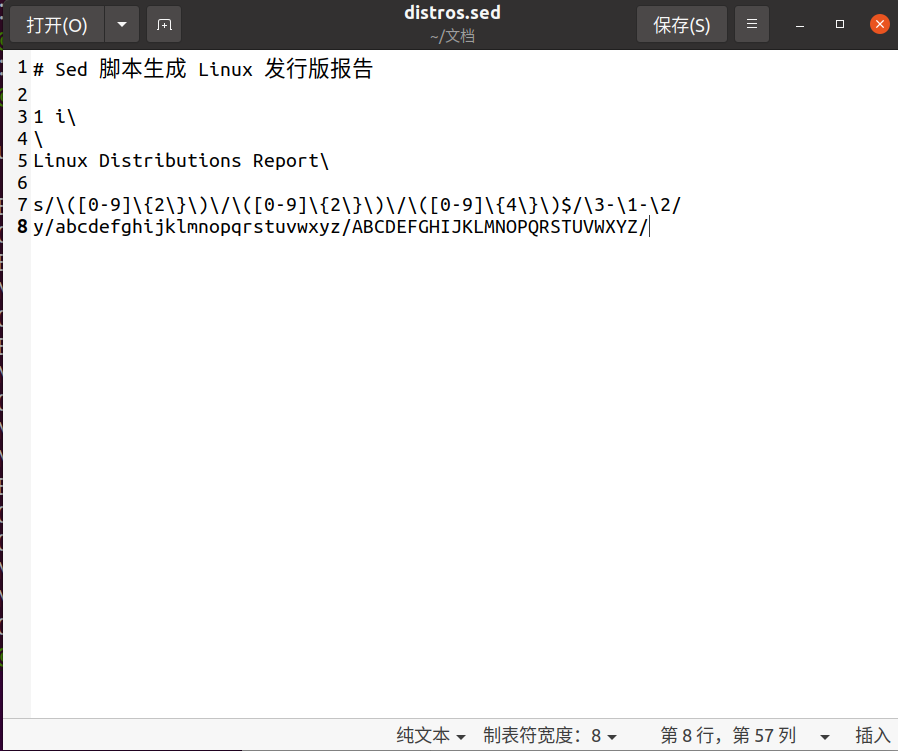 打开(O)
distros.sed
~/文档
保存(S)
1 # Sed 脚本生成 Linux 发行版报告
2
3 1 i\
4 \
5 Linux Distributions Report\
6
7 s/\([0-9]\{2\}\)\/\([0-9]\{2\}\)\/\([0-9]\{4\}\)$/\3-\1-\2/
8 y/abcdefghijklmnopqrstuvwxyz/ABCDEFGHIJKLMNOPQRSTUVWXYZ/
纯文本 制表符宽度：8 第 8 行，第 57 列 插入